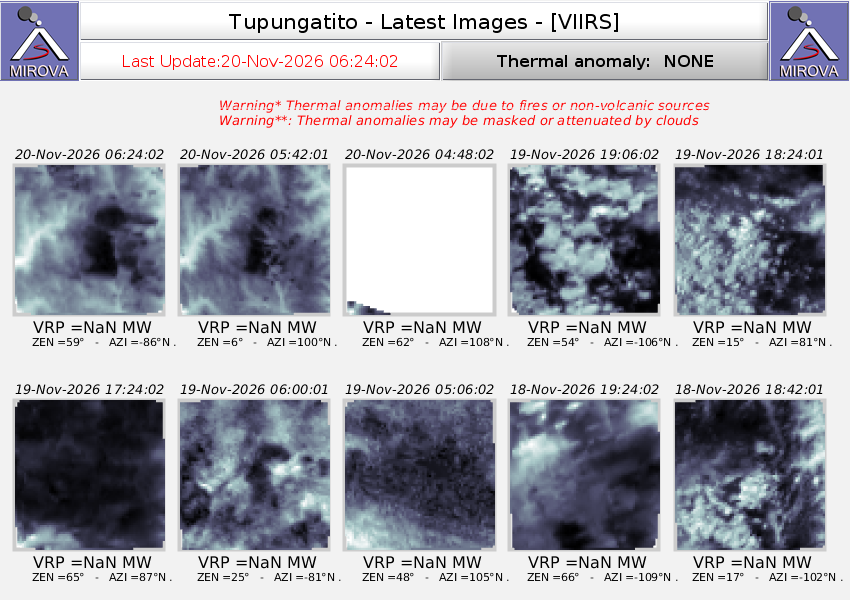 Tupungatito - Latest Images - [VIIRS]
MIROVA
Last Update:20-Nov-2026 06:24:02
Thermal anomaly: NONE
MIROVA
Warning* Thermal anomalies may be due to fires or non-volcanic sources
Warning**: Thermal anomalies may be masked or attenuated by clouds
20-Nov-2026 06:24:02 20-Nov-2026 05:42:01 20-Nov-2026 04:48:02 19-Nov-2026 19:06:02 19-Nov-2026 18:24:01
VRP =NaN MW VRP =NaN MW VRP =NaN MW VRP =NaN MW VRP =NaN MW
ZEN =59° - AZI =-86°N . ZEN =6° - AZI =100°N . ZEN =62° - AZI =108°N . ZEN =54° - AZI =-106°N . ZEN =15° - AZI =81°N .
19-Nov-2026 17:24:02 19-Nov-2026 06:00:01 19-Nov-2026 05:06:02 18-Nov-2026 19:24:02 18-Nov-2026 18:42:01
VRP =NaN MW VRP =NaN MW VRP =NaN MW VRP =NaN MW VRP =NaN MW
ZEN =65° - AZI =87°N . ZEN =25° - AZI =-81°N . ZEN =48° - AZI =105°N . ZEN =66° - AZI =-109°N . ZEN =17° - AZI =-102°N .